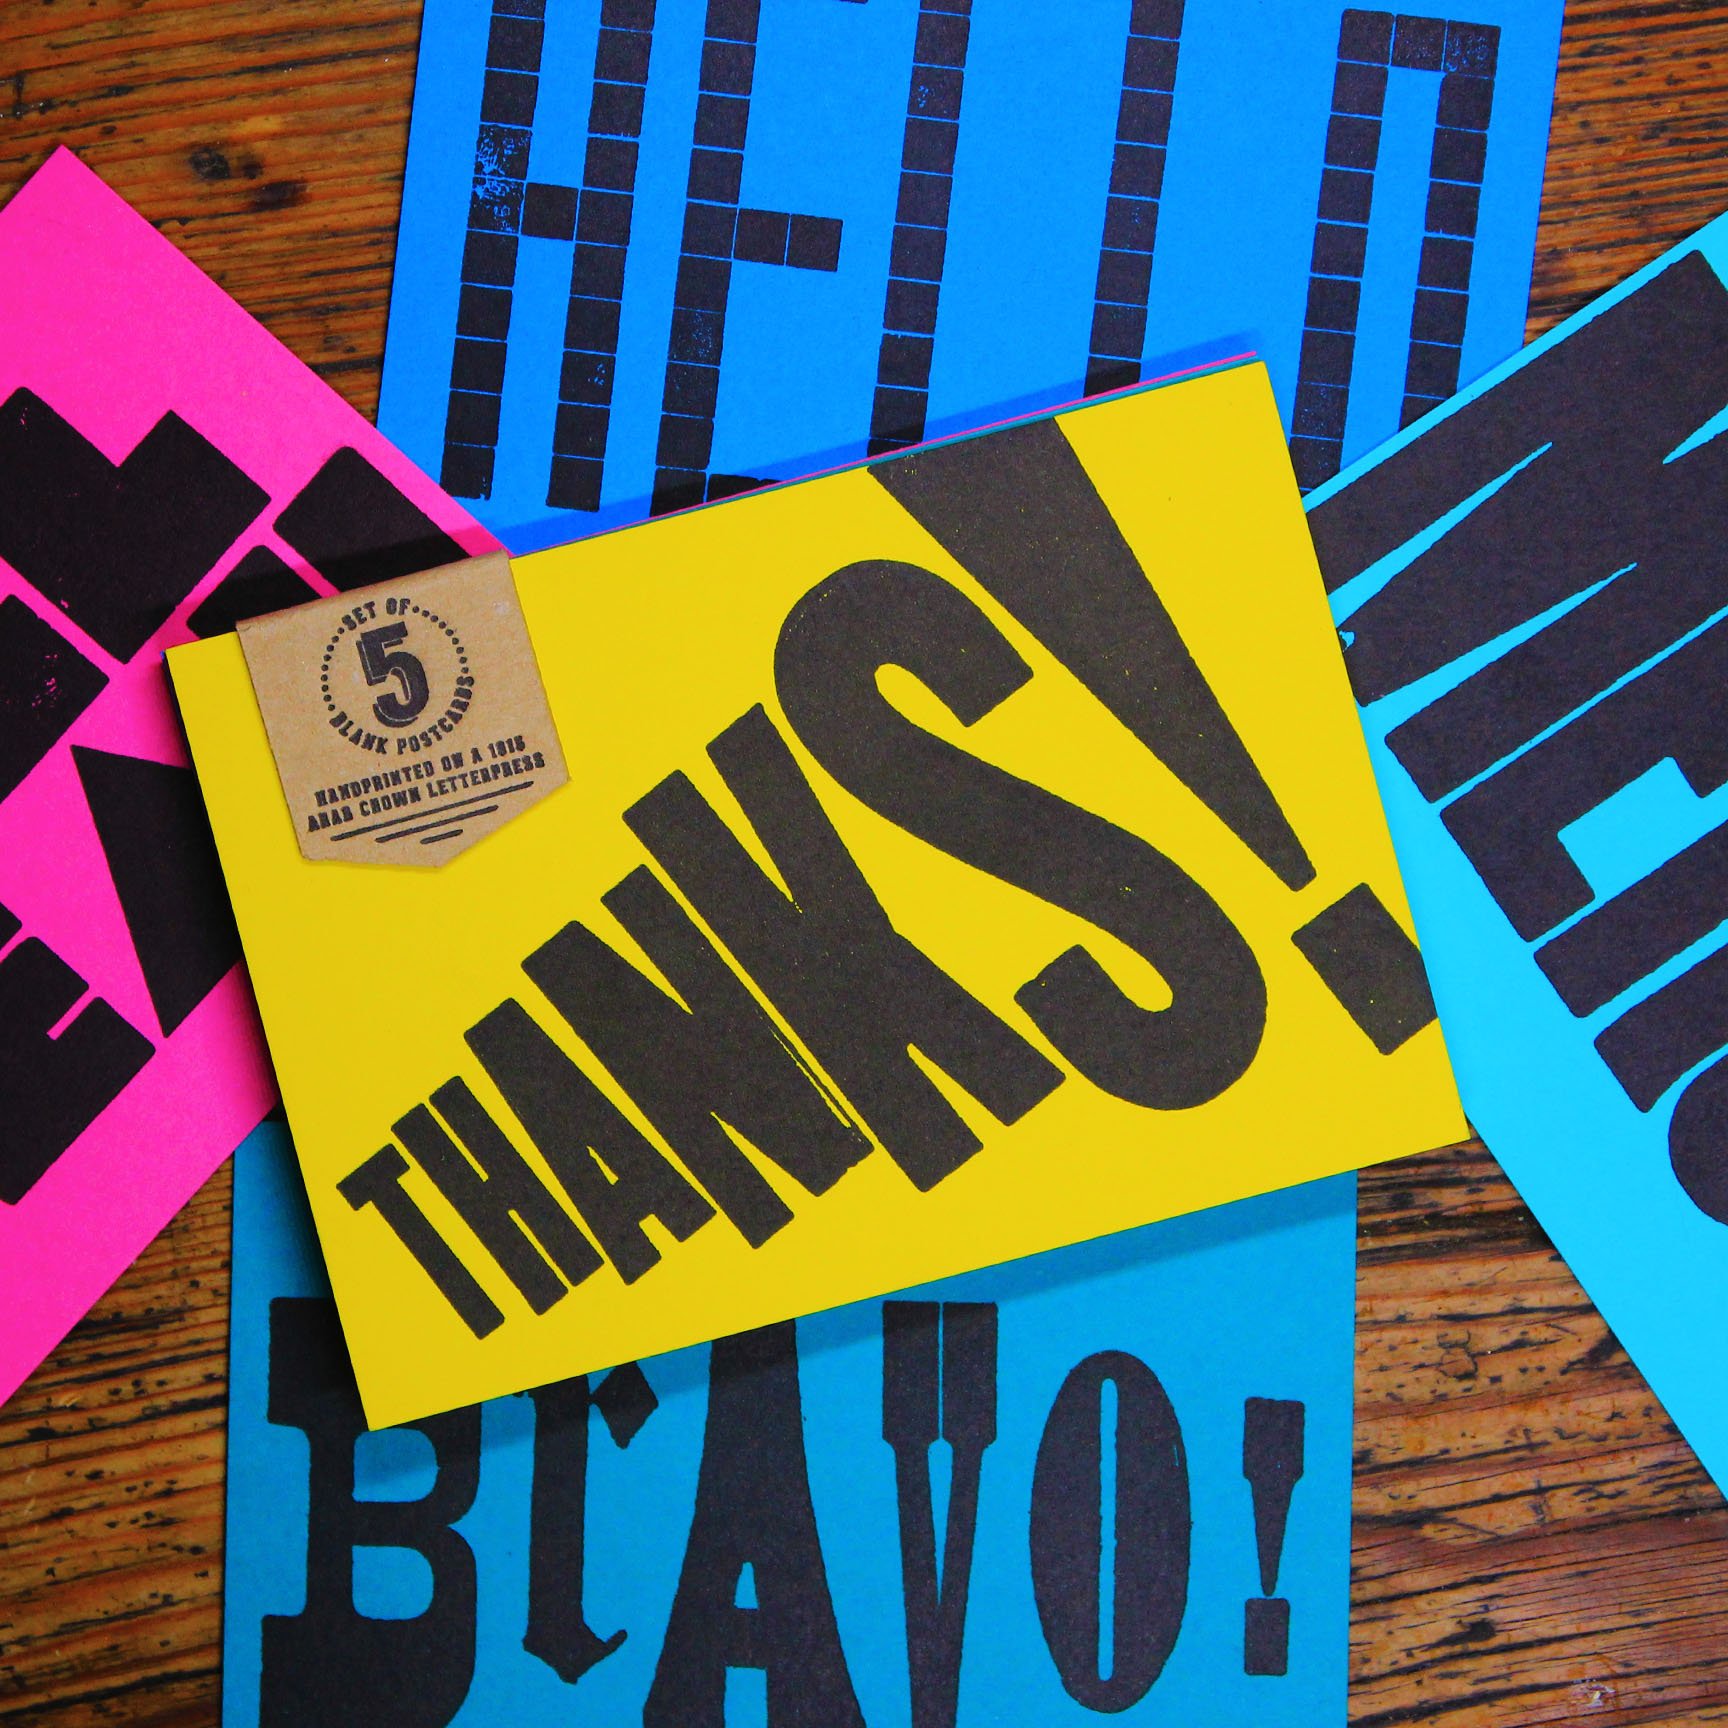 HELLO
SET OF
5
BLANK POSTCARDS
HANDPRINTED ON A 1915
ARAB CROWN LETTERPRESS
THANKS!
BrAVO!